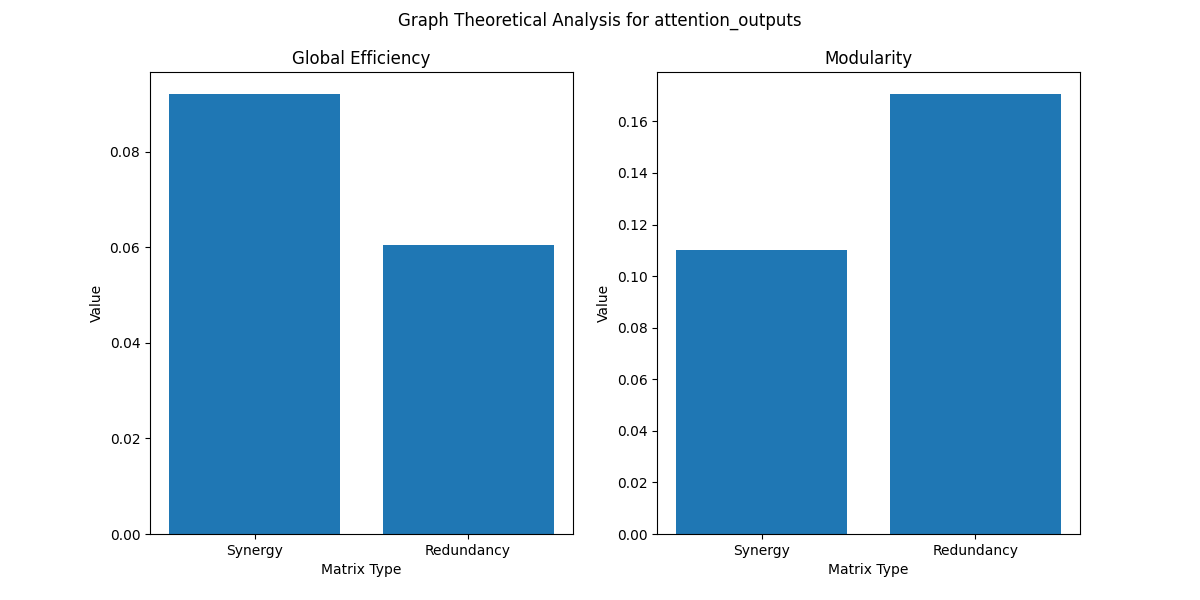 Graph Theoretical Analysis for attention_outputs
Global Efficiency
Value
0.08
0.06
0.04
0.02
0.00
Synergy Redundancy
Matrix Type
Modularity
Value
0.16
0.14
0.12
0.10
0.08
0.06
0.04
0.02
0.00
Synergy Redundancy
Matrix Type